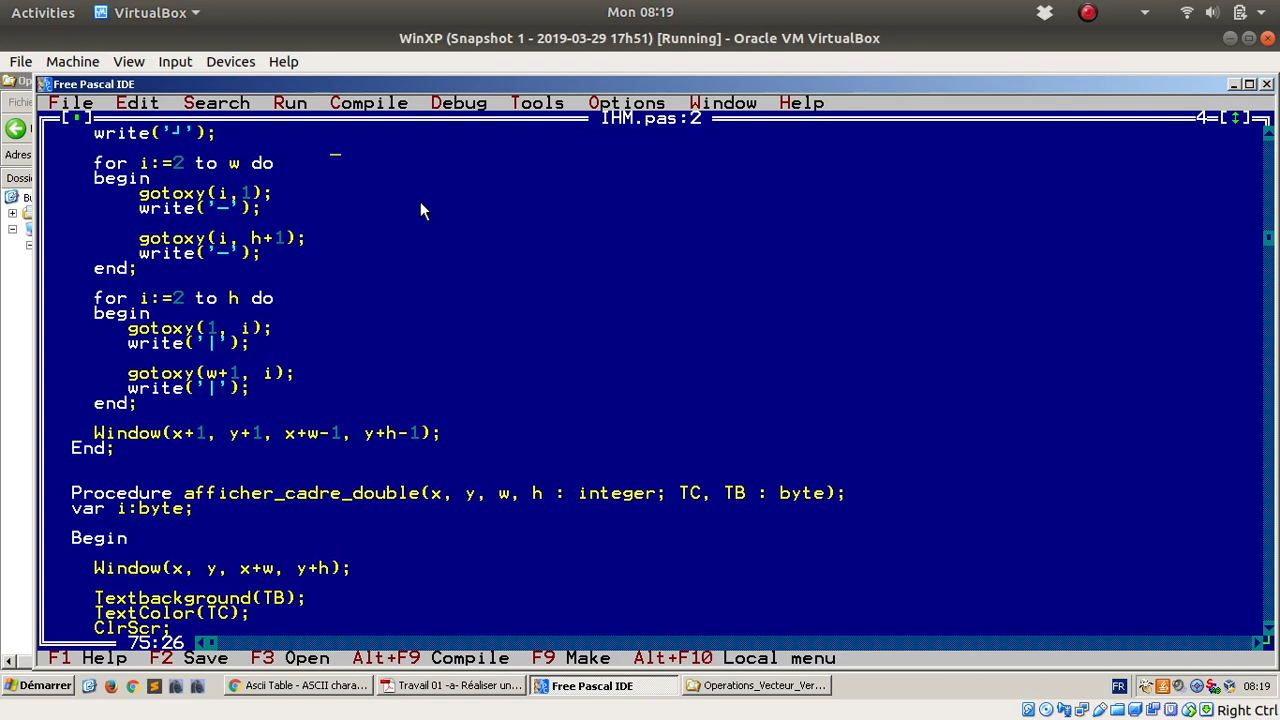 Activities VirtualBox Mon 08:19
WinXP (Snapshot 1 - 2019-03-29 17h51) [Running] - Oracle VM VirtualBox
File Machine View Input Devices Help
Free Pascal IDE
File Edit Search Run Compile Debug Tools Options Window Help
IHM.pas:2 4
write('┘');
for i:=2 to w do
begin
gotoxy(i,1);
write('─');
gotoxy(i, h+1);
write('─');
end;
for i:=2 to h do
begin
gotoxy(1, i);
write('|');
gotoxy(w+1, i);
write('|');
end;
Window(x+1, y+1, x+w-1, y+h-1);
End;
Procedure afficher_cadre_double(x, y, w, h : integer; TC, TB : byte);
var i:byte;
Begin
Window(x, y, x+w, y+h);
Textbackground(TB);
TextColor(TC);
ClrScr;
75:26
F1 Help F2 Save F3 Open Alt+F9 Compile F9 Make Alt+F10 Local menu
Démarrer Ascii Table - ASCII chara... Travail 01 -a- Réaliser un... Free Pascal IDE Operations_Vecteur_Ver... FR 08:19
Right Ctrl